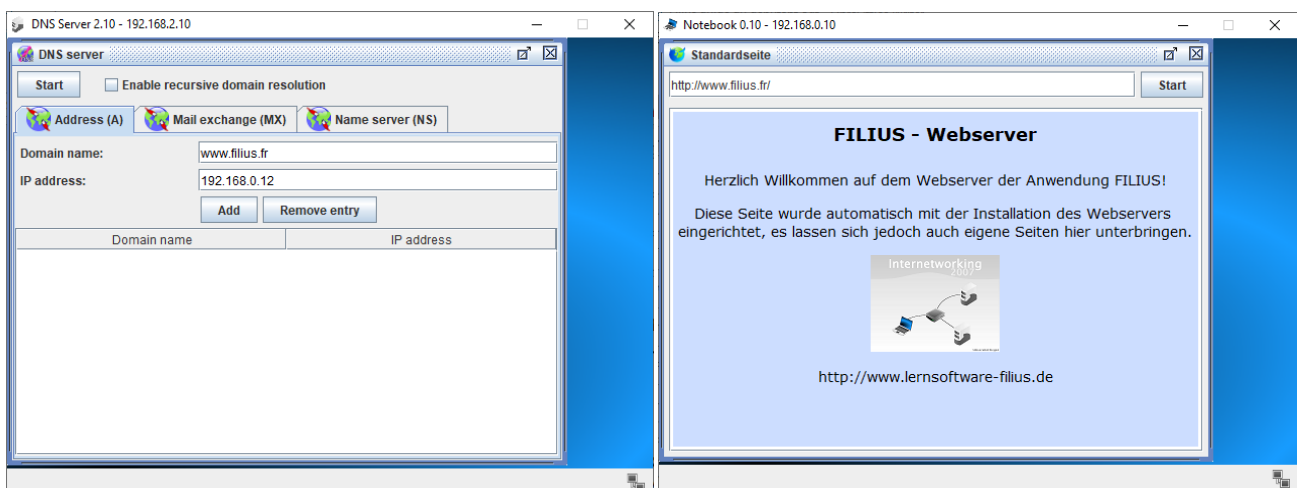 DNS Server 2.10 - 192.168.2.10
DNS server
Start
Enable recursive domain resolution
Address (A)
Mail exchange (MX)
Name server (NS)
Domain name:
www.filius.fr
IP address:
192.168.0.12
Add
Remove entry
Domain name
IP address
Notebook 0.10 - 192.168.0.10
Standardseite
http://www.filius.fr/
Start
FILIUS - Webserver
Herzlich Willkommen auf dem Webserver der Anwendung FILIUS!
Diese Seite wurde automatisch mit der Installation des Webservers
eingerichtet, es lassen sich jedoch auch eigene Seiten hier unterbringen.
Internetworking
2007
http://www.lernsoftware-filius.de